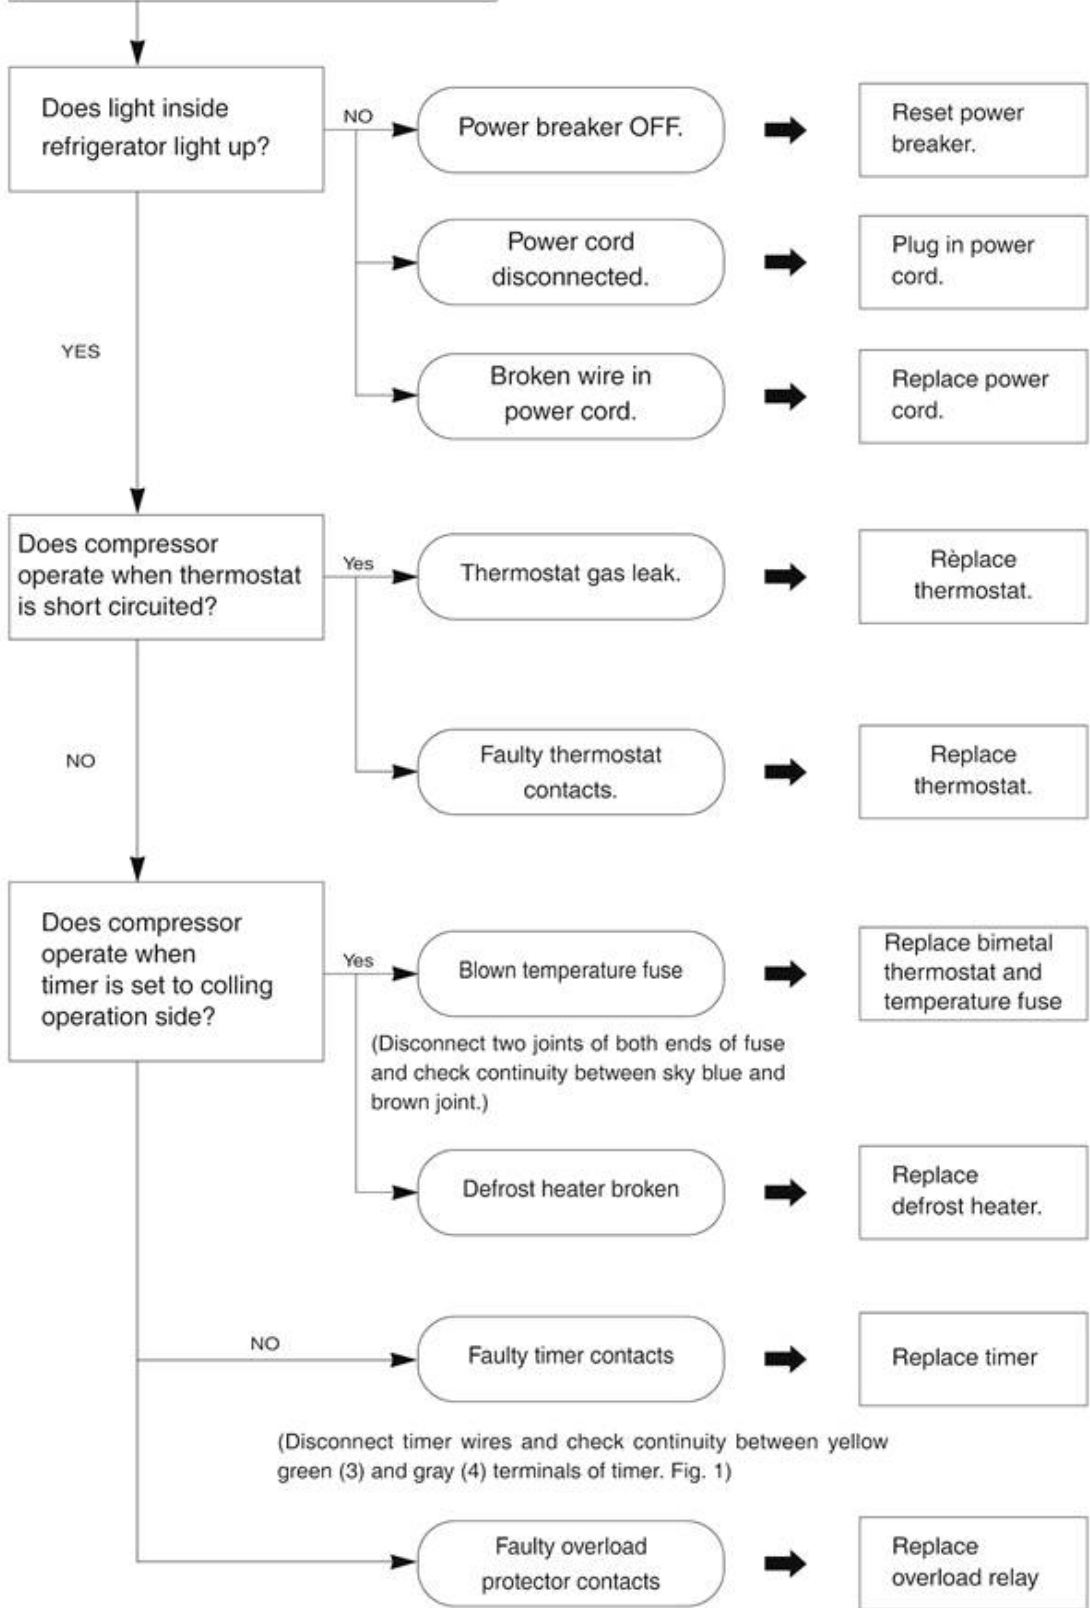 Does light inside
refrigerator light up?
NO
Power breaker OFF.
Reset power
breaker.
Power cord
disconnected.
Plug in power
cord.
YES
Broken wire in
power cord.
Replace power
cord.
Does compressor
operate when thermostat
is short circuited?
Yes
Thermostat gas leak.
Rèplace
thermostat.
NO
Faulty thermostat
contacts.
Replace
thermostat.
Does compressor
operate when
timer is set to colling
operation side?
Yes
Blown temperature fuse
Replace bimetal
thermostat and
temperature fuse
(Disconnect two joints of both ends of fuse
and check continuity between sky blue and
brown joint.)
Defrost heater broken
Replace
defrost heater.
NO
Faulty timer contacts
Replace timer
(Disconnect timer wires and check continuity between yellow
green (3) and gray (4) terminals of timer. Fig. 1)
Faulty overload
protector contacts
Replace
overload relay